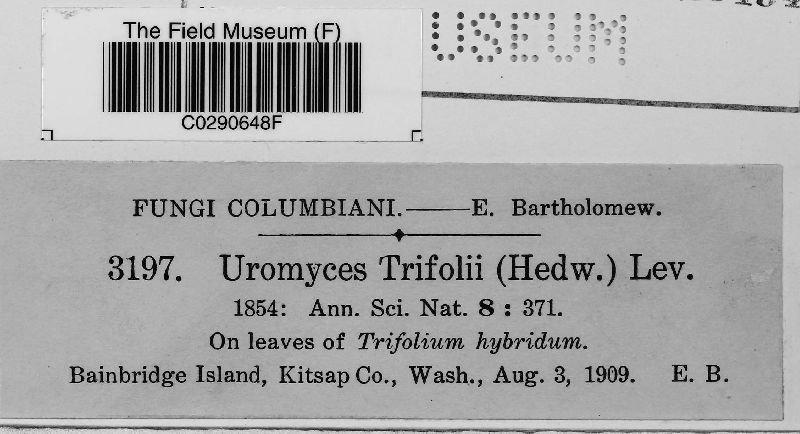 The Field Museum (F)
C0290648F
USEUM
FUNGI COLUMBIANI.——E. Bartholomew.
3197. Uromyces Trifolii (Hedw.) Lev.
1854: Ann. Sci. Nat. 8 : 371.
On leaves of Trifolium hybridum.
Bainbridge Island, Kitsap Co., Wash., Aug. 3, 1909. E. B.